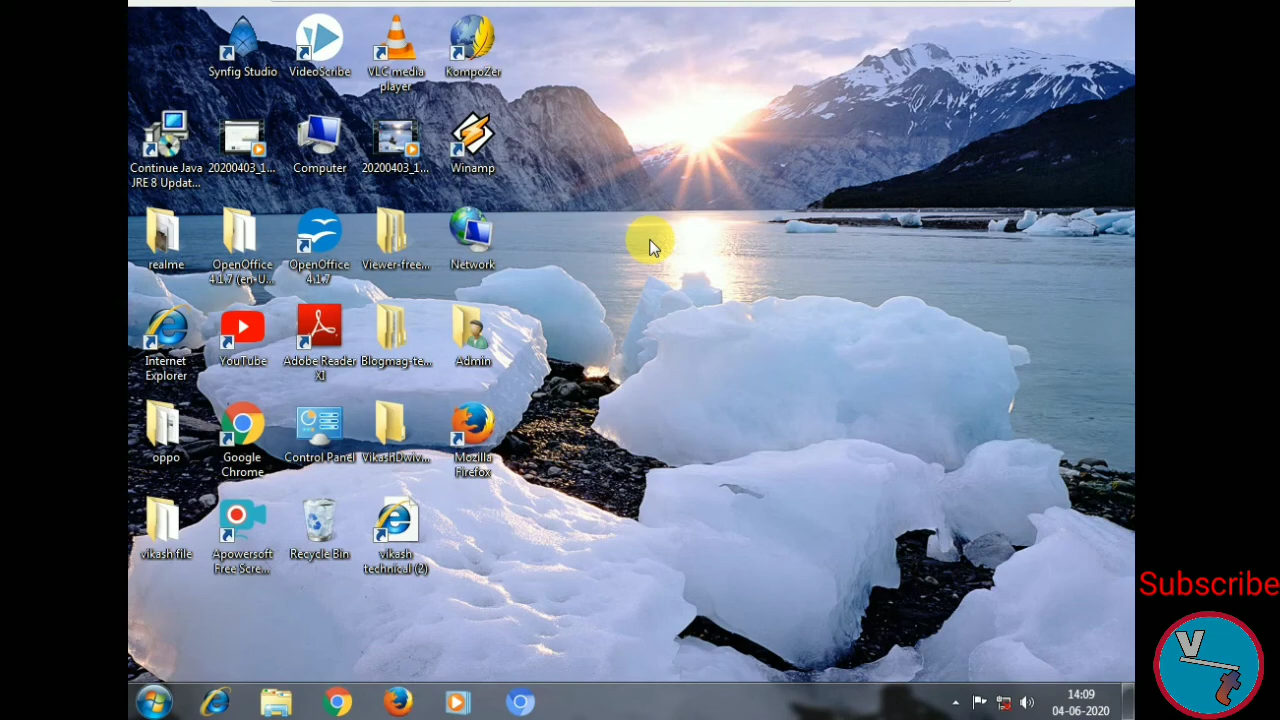 Synfig Studio
VideoScribe
VLC media
player
KompoZer
Continue Java
JRE 8 Updat...
20200403_1...
Computer
20200403_1...
Winamp
realme
OpenOffice
4.1.7 (en-U...
OpenOffice
4.1.7
Viewer-free...
Network
Internet
Explorer
YouTube
Adobe Reader
XI
Blogmag-te...
Admin
oppo
Google
Chrome
Control Panel
VikashDwiv...
Mozilla
Firefox
vikash file
Apowersoft
Free Scre...
Recycle Bin
vikash
technical (2)
Subscribe
V
t
14:09
04-06-2020